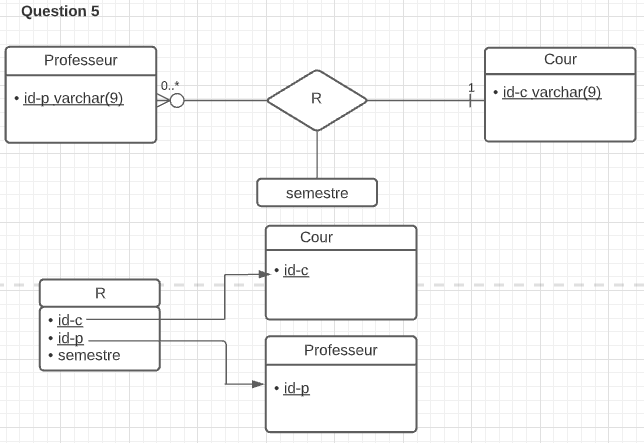 Question 5
Professeur
• id-p varchar(9)
0..*
R
1
Cour
• id-c varchar(9)
semestre
Cour
• id-c
R
• id-c
• id-p
• semestre
Professeur
• id-p